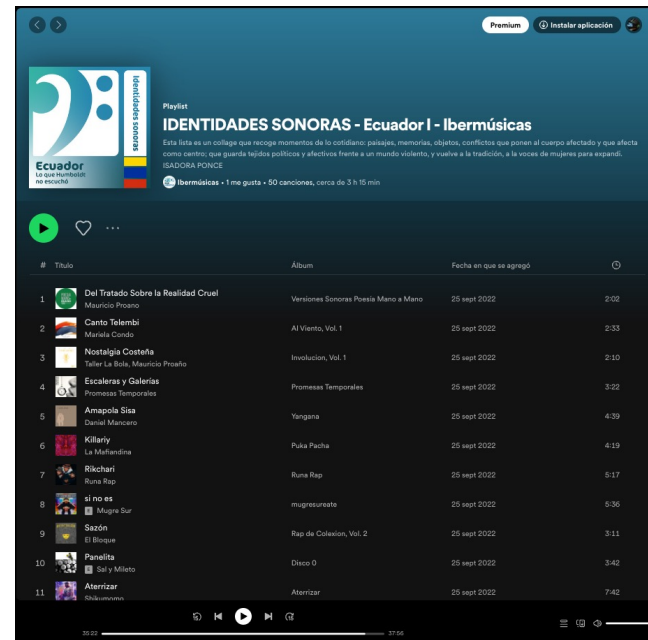 Premium
Instalar aplicación
Identidades sonoras
Ecuador
Lo que Humboldt
no escuchó
Playlist
IDENTIDADES SONORAS - Ecuador I - Ibermúsicas
Esta lista es un collage que recoge momentos de lo cotidiano: paisajes, memorias, objetos, conflictos que ponen al cuerpo afectado y que afecta
como centro; que guarda tejidos políticos y afectivos frente a un mundo violento, y vuelve a la tradición, a la voces de mujeres para expandi.
ISADORA PONCE
Ibermúsicas • 1 me gusta • 50 canciones, cerca de 3 h 15 min
# Título Álbum Fecha en que se agregó
1 Del Tratado Sobre la Realidad Cruel Versiones Sonoras Poesía Mano a Mano 25 sept 2022 2:02
Mauricio Proano
2 Canto Telembi Al Viento, Vol. 1 25 sept 2022 2:33
Mariela Condo
3 Nostalgia Costeña Involucion, Vol. 1 25 sept 2022 2:10
Taller La Bola, Mauricio Proaño
4 Escaleras y Galerías Promesas Temporales 25 sept 2022 3:22
Promesas Temporales
5 Amapola Sisa Yangana 25 sept 2022 4:39
Daniel Mancero
6 Killariy Puka Pacha 25 sept 2022 4:19
La Mafiandina
7 Rikchari Runa Rap 25 sept 2022 5:17
Runa Rap
8 si no es mugresureate 25 sept 2022 5:36
E Mugre Sur
9 Sazón Rap de Colexion, Vol. 2 25 sept 2022 3:11
El Bloque
10 Panelita Disco 0 25 sept 2022 3:42
E Sal y Mileto
11 Aterrizar Aterrizar 25 sept 2022 7:42
Shikumomo
35:22 37:56